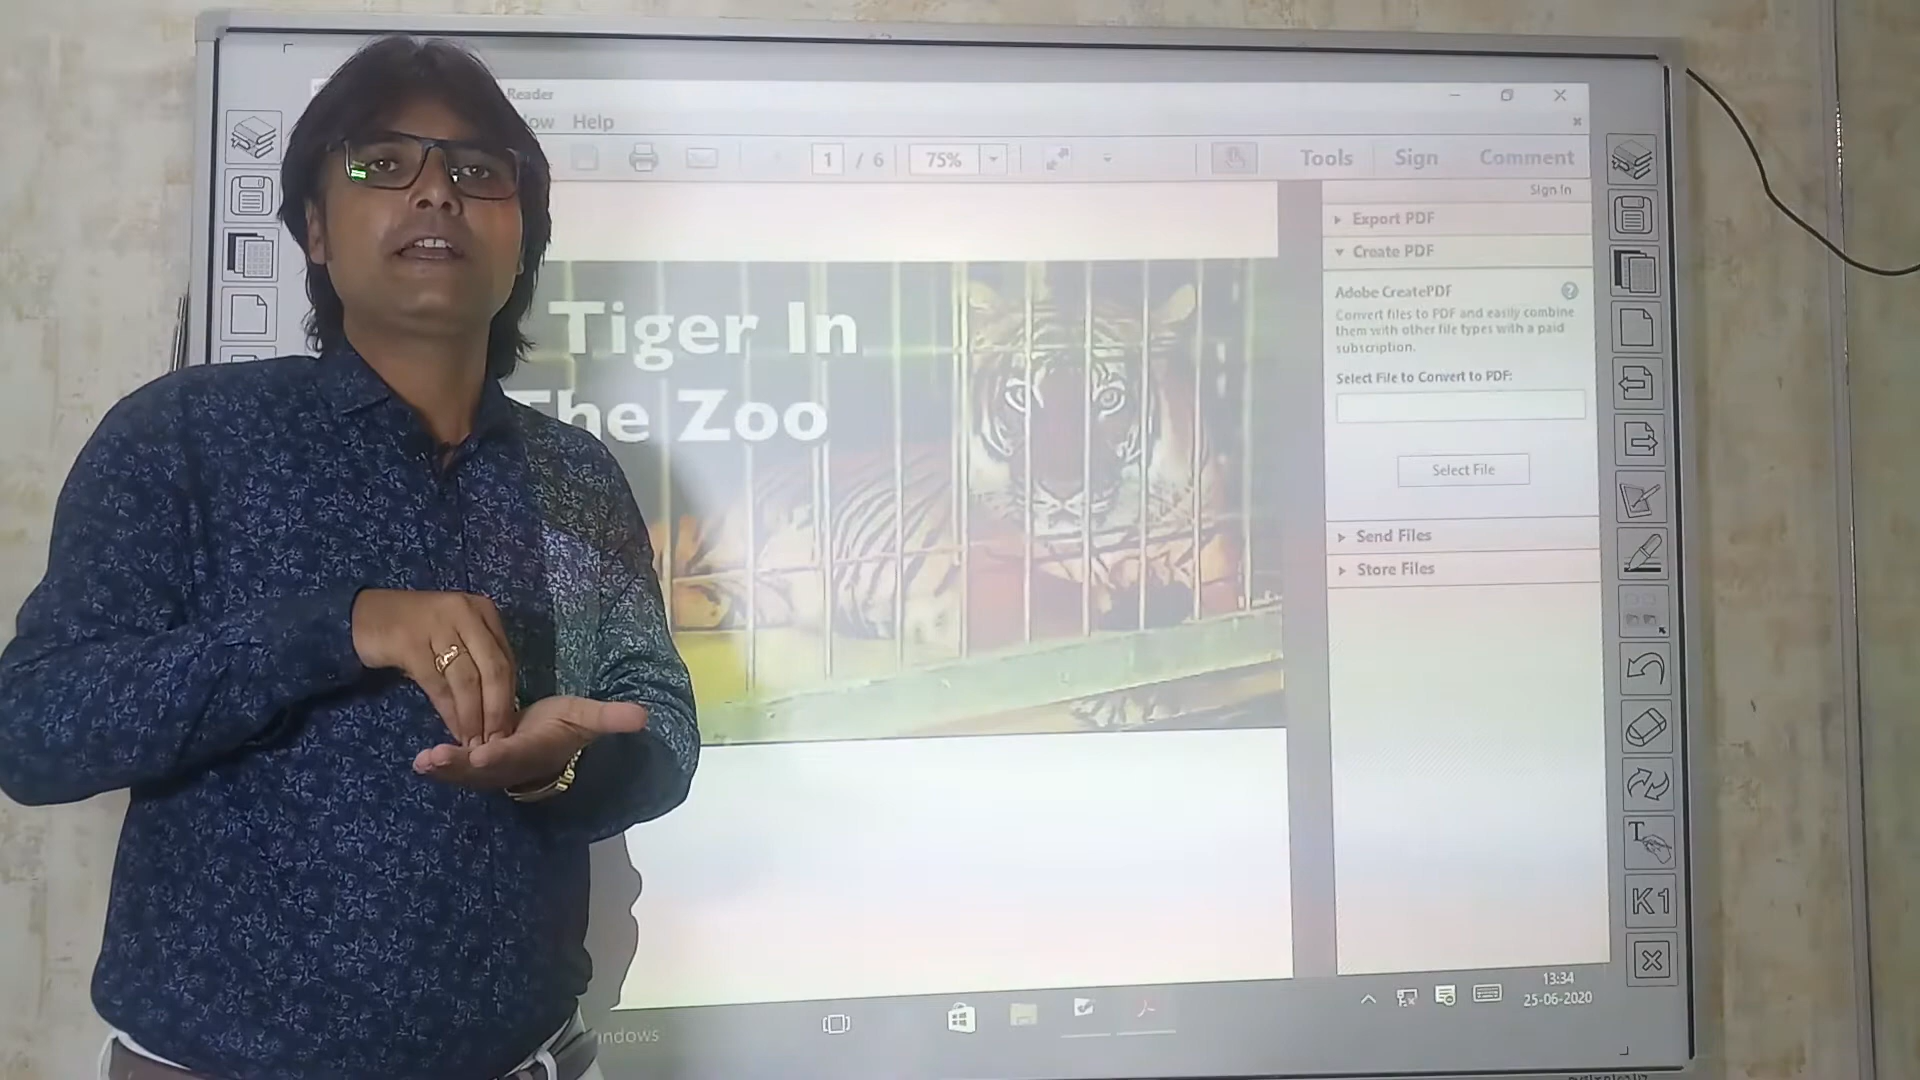 Reader
Help
1 / 6
75%
Tools
Sign
Comment
Sign In
Export PDF
Create PDF
Adobe CreatePDF
Convert files to PDF and easily combine
them with other file types with a paid
subscription.
Select File to Convert to PDF:
Select File
Send Files
Store Files
Tiger In
The Zoo
T
K1
13:34
25-06-2020